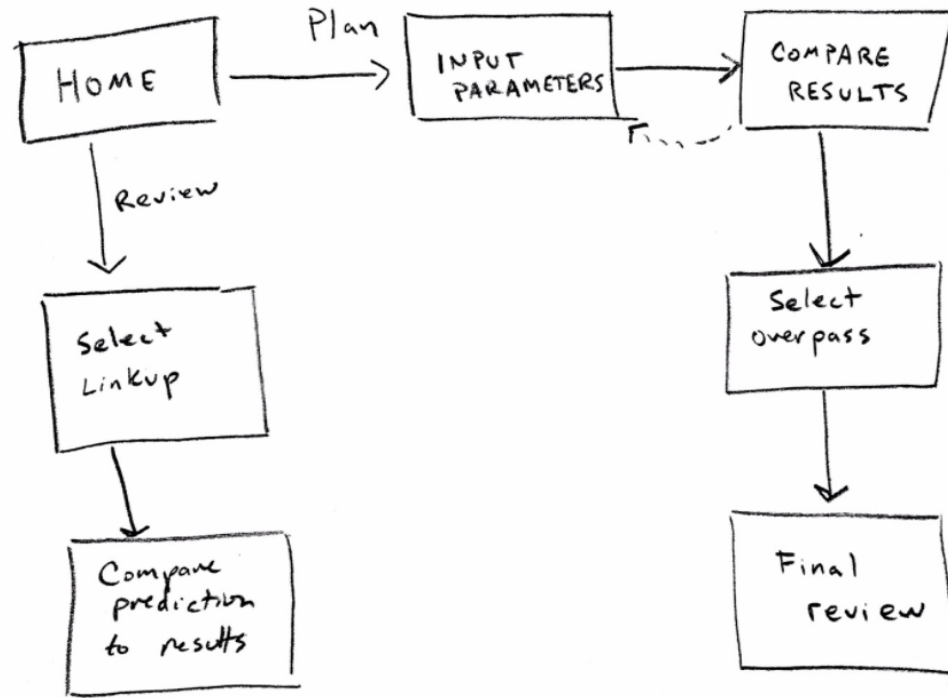 Plan
HOME
INPUT
PARAMETERS
COMPARE
RESULTS
Review
Select
Linkup
Select
overpass
Compare
prediction
to results
Final
review